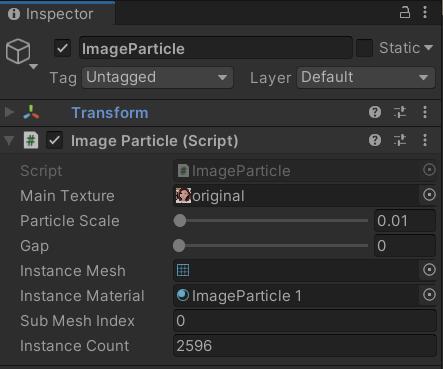 Inspector
ImageParticle Static
Tag Untagged Layer Default
Transform
Image Particle (Script)
Script ImageParticle
Main Texture original
Particle Scale 0.01
Gap 0
Instance Mesh
Instance Material ImageParticle 1
Sub Mesh Index 0
Instance Count 2596